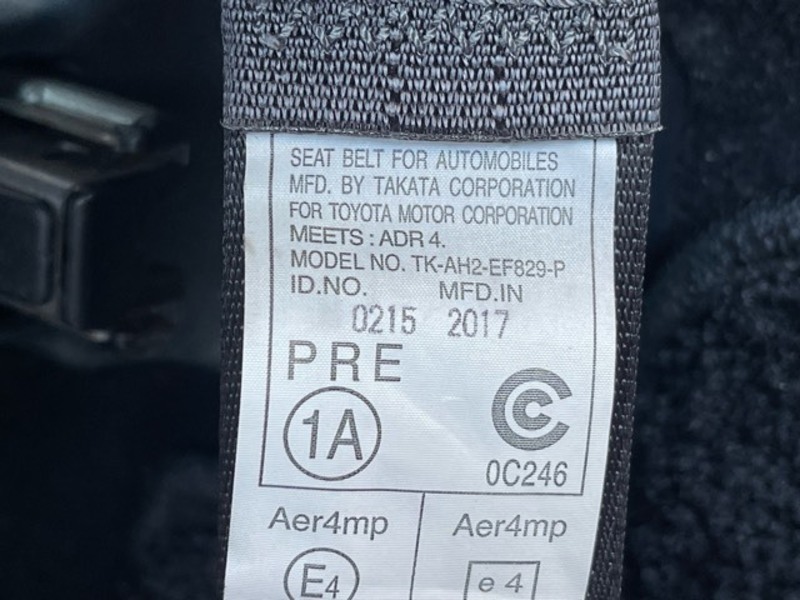 SEAT BELT FOR AUTOMOBILES
MFD. BY TAKATA CORPORATION
FOR TOYOTA MOTOR CORPORATION
MEETS : ADR 4.
MODEL NO. TK-AH2-EF829-P
ID.NO. MFD.IN
0215 2017
PRE
1A
0C246
Aer4mp Aer4mp
E4 e 4